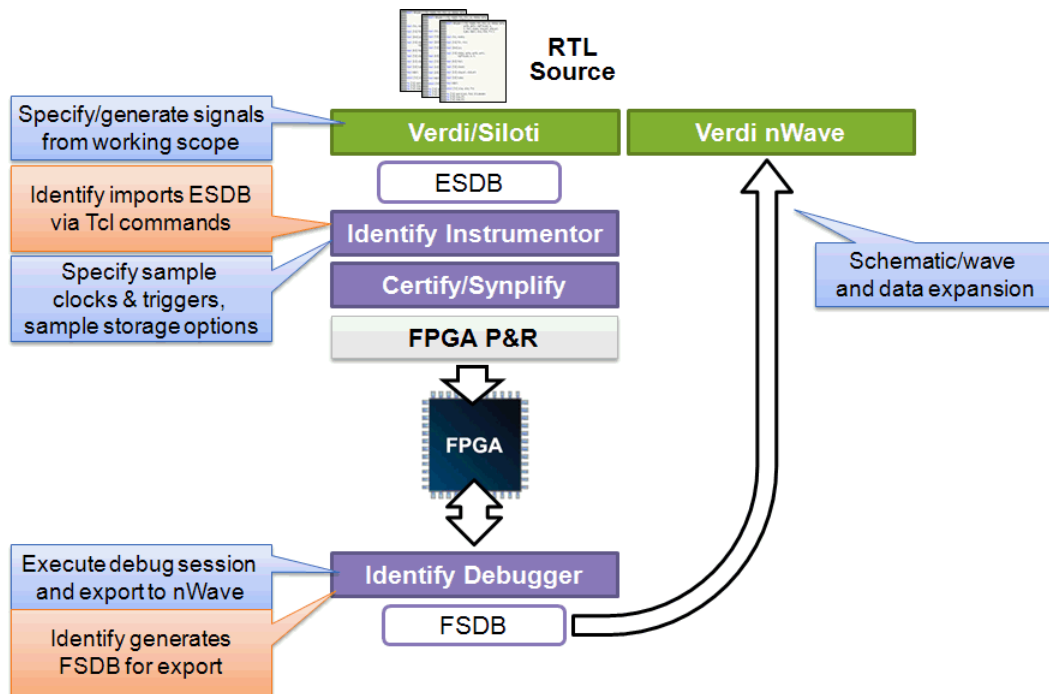 RTL
Source
Specify/generate signals
from working scope
Verdi/Siloti
Verdi nWave
Identify imports ESDB
via Tcl commands
ESDB
Identify Instrumentor
Specify sample
clocks & triggers,
sample storage options
Certify/Synplify
Schematic/wave
and data expansion
FPGA P&R
FPGA
Execute debug session
and export to nWave
Identify Debugger
Identify generates
FSDB for export
FSDB